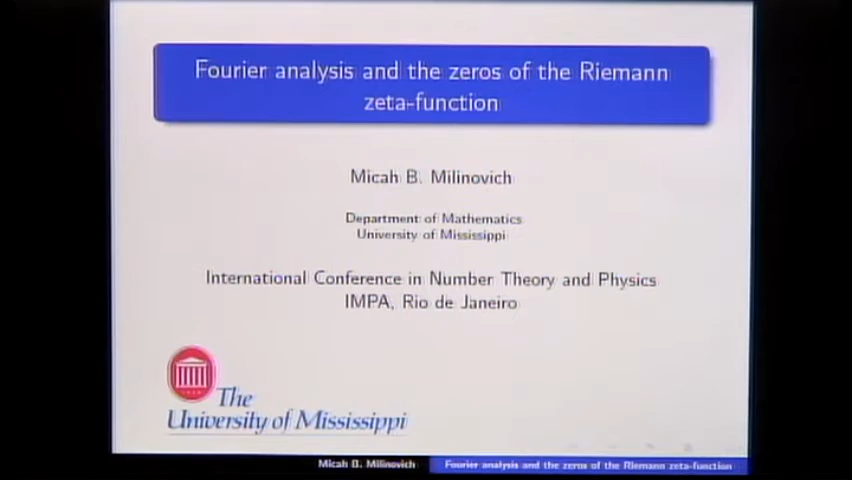 Fourier analysis and the zeros of the Riemann
zeta-function
Micah B. Milinovich
Department of Mathematics
University of Mississippi
International Conference in Number Theory and Physics
IMPA, Rio de Janeiro
The
University of Mississippi
Micah B. Milinovich Fourier analysis and the zeros of the Riemann zeta-function